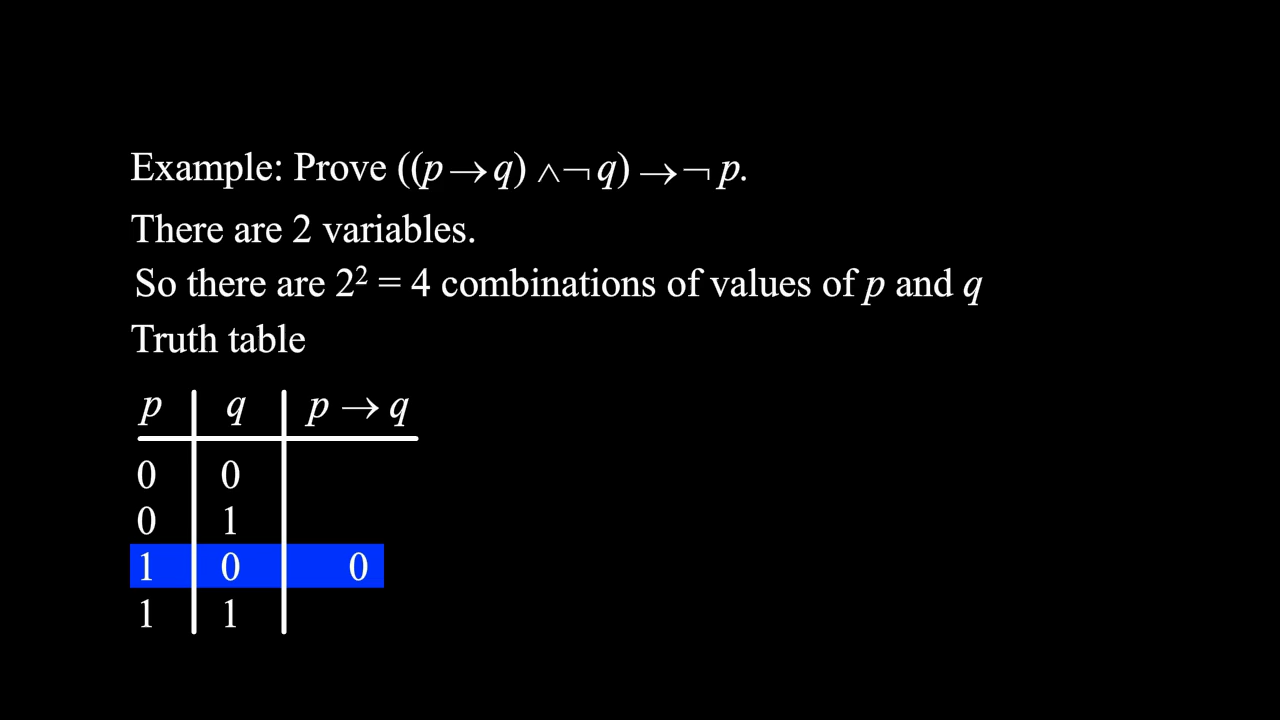 Example: Prove ((p → q) ∧ ¬ q) → ¬ p.
There are 2 variables.
So there are 2² = 4 combinations of values of p and q
Truth table
p q p → q
0 0
0 1
1 0 0
1 1